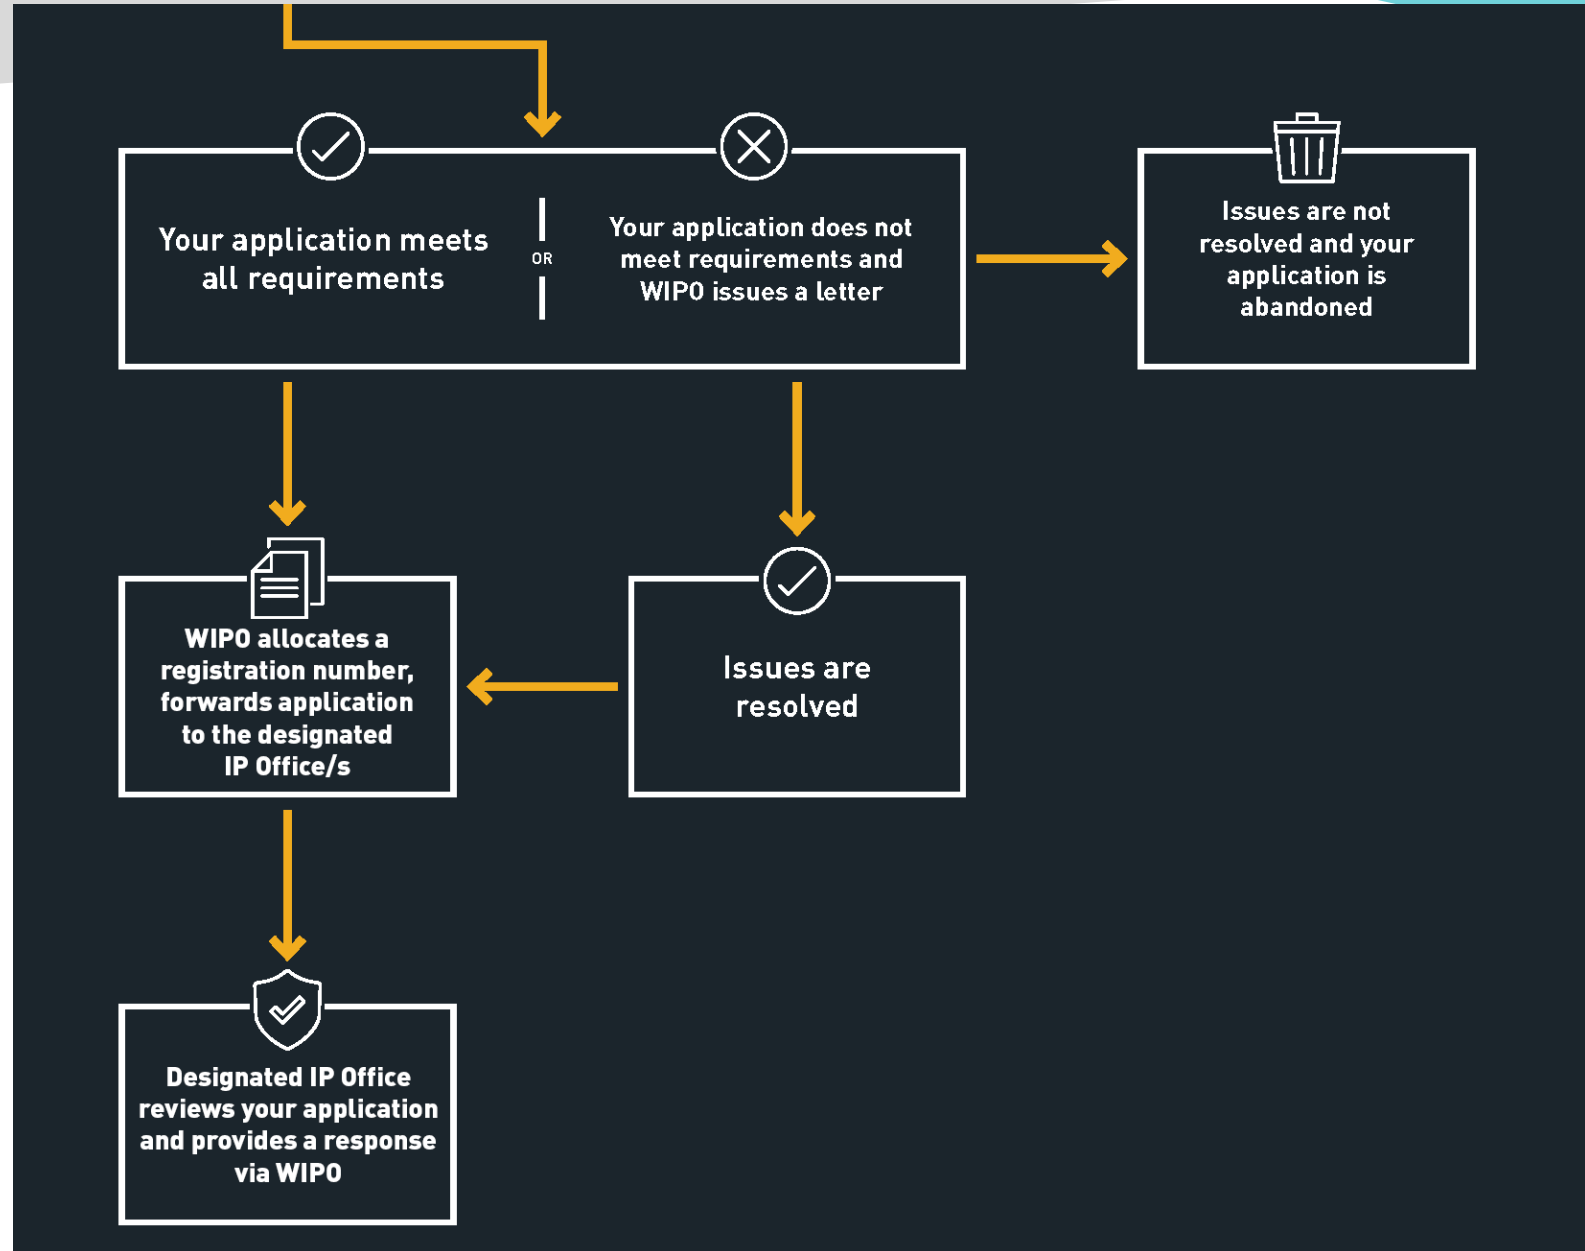 Your application meets
all requirements
OR
Your application does not
meet requirements and
WIPO issues a letter
Issues are not
resolved and your
application is
abandoned
WIPO allocates a
registration number,
forwards application
to the designated
IP Office/s
Issues are
resolved
Designated IP Office
reviews your application
and provides a response
via WIPO